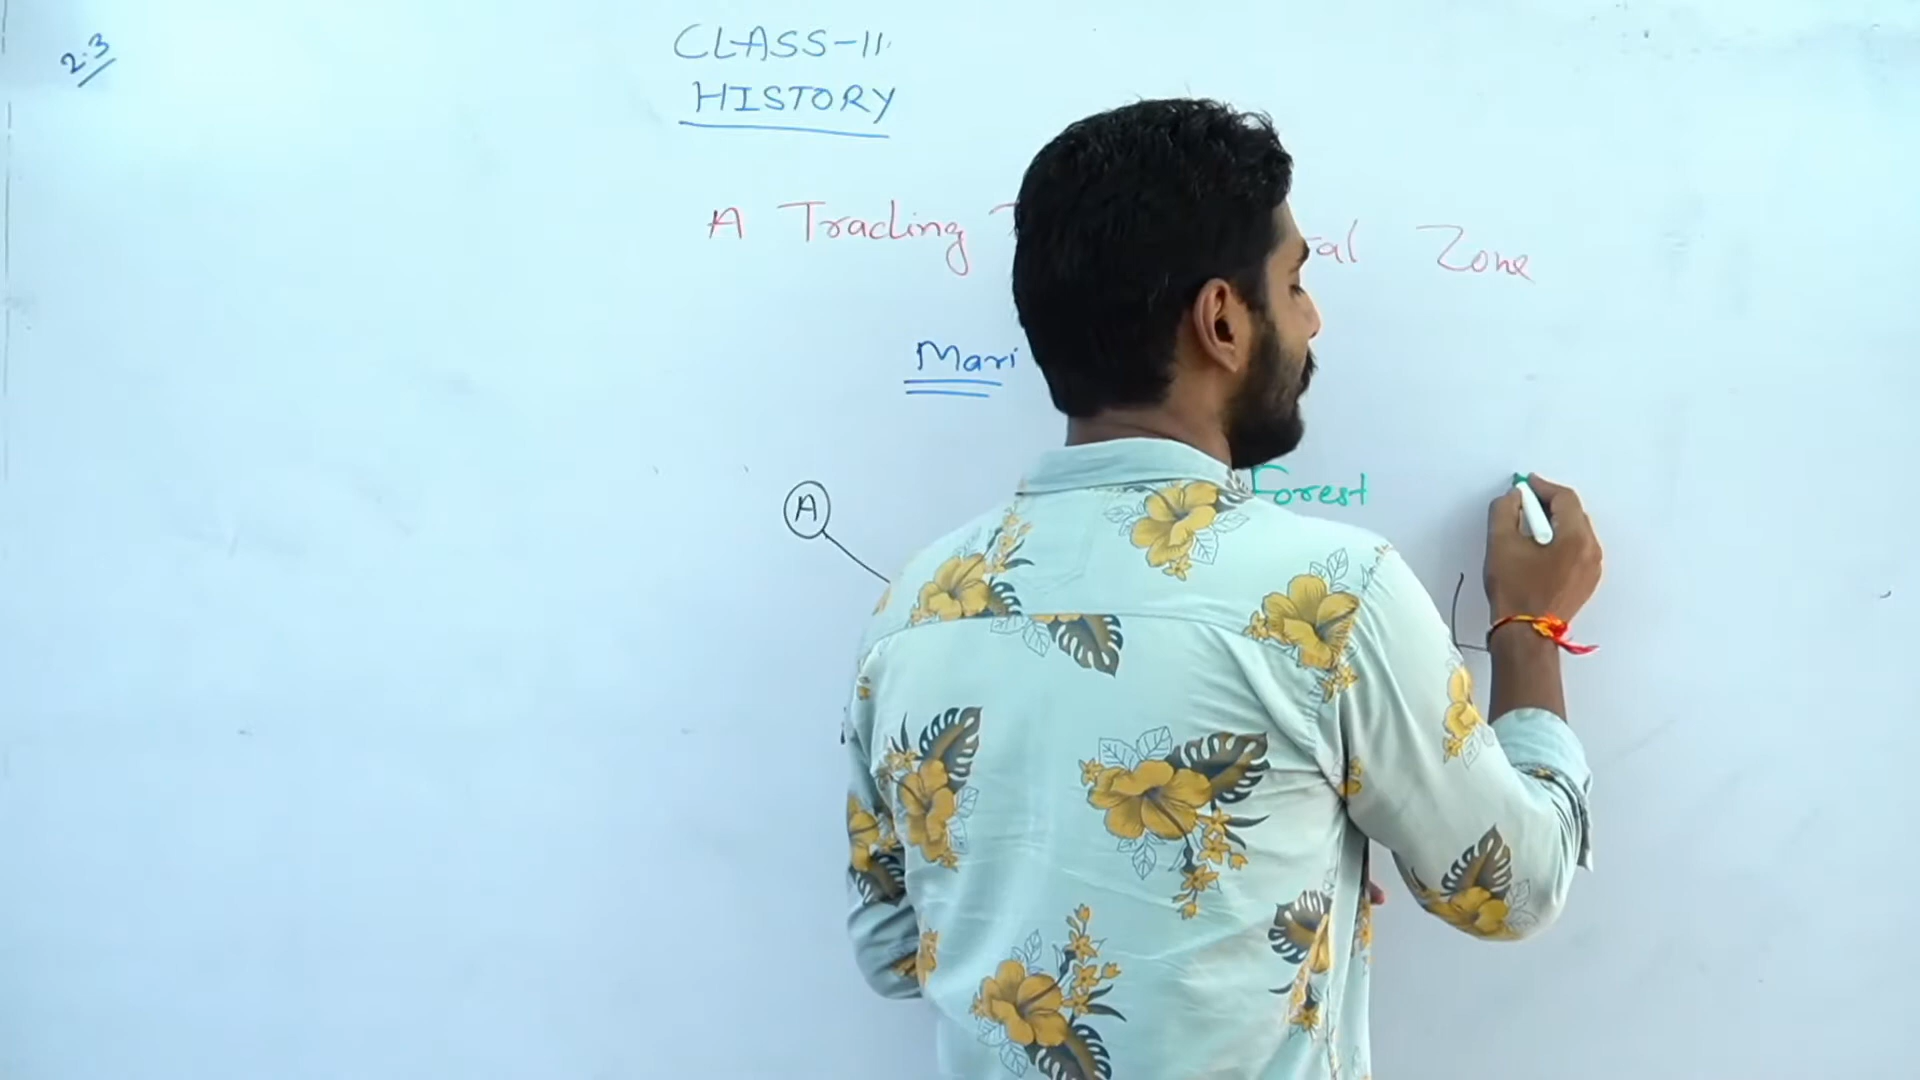 2.3
CLASS-11
HISTORY
A Trading Zone
Mari
Forest
A